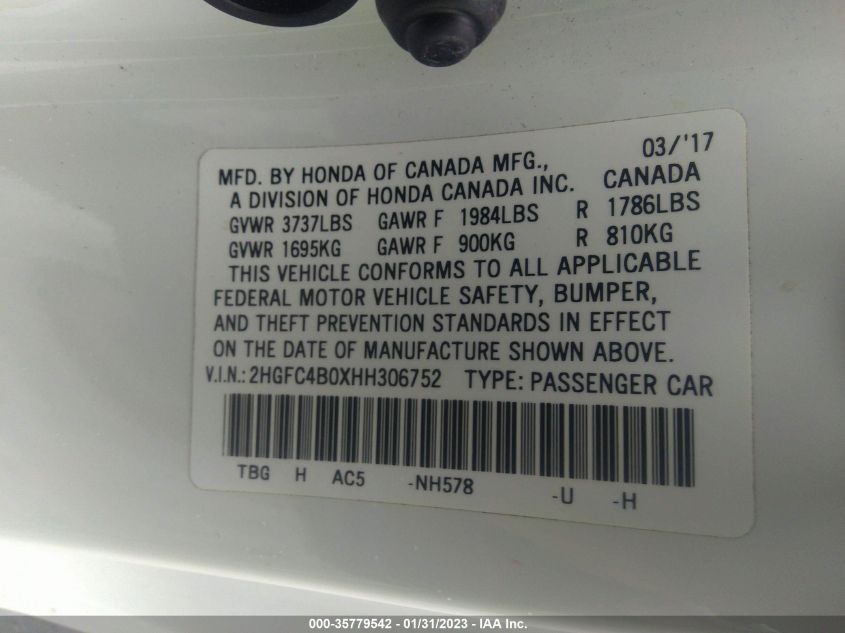 03/'17
MFD. BY HONDA OF CANADA MFG.,
A DIVISION OF HONDA CANADA INC. CANADA
GVWR 3737LBS GAWR F 1984LBS R 1786LBS
GVWR 1695KG GAWR F 900KG R 810KG
THIS VEHICLE CONFORMS TO ALL APPLICABLE
FEDERAL MOTOR VEHICLE SAFETY, BUMPER,
AND THEFT PREVENTION STANDARDS IN EFFECT
ON THE DATE OF MANUFACTURE SHOWN ABOVE.
V.I.N.: 2HGFC4B0XHH306752 TYPE: PASSENGER CAR
TBG H AC5 -NH578 -U -H
000-35779542 - 01/31/2023 - IAA Inc.